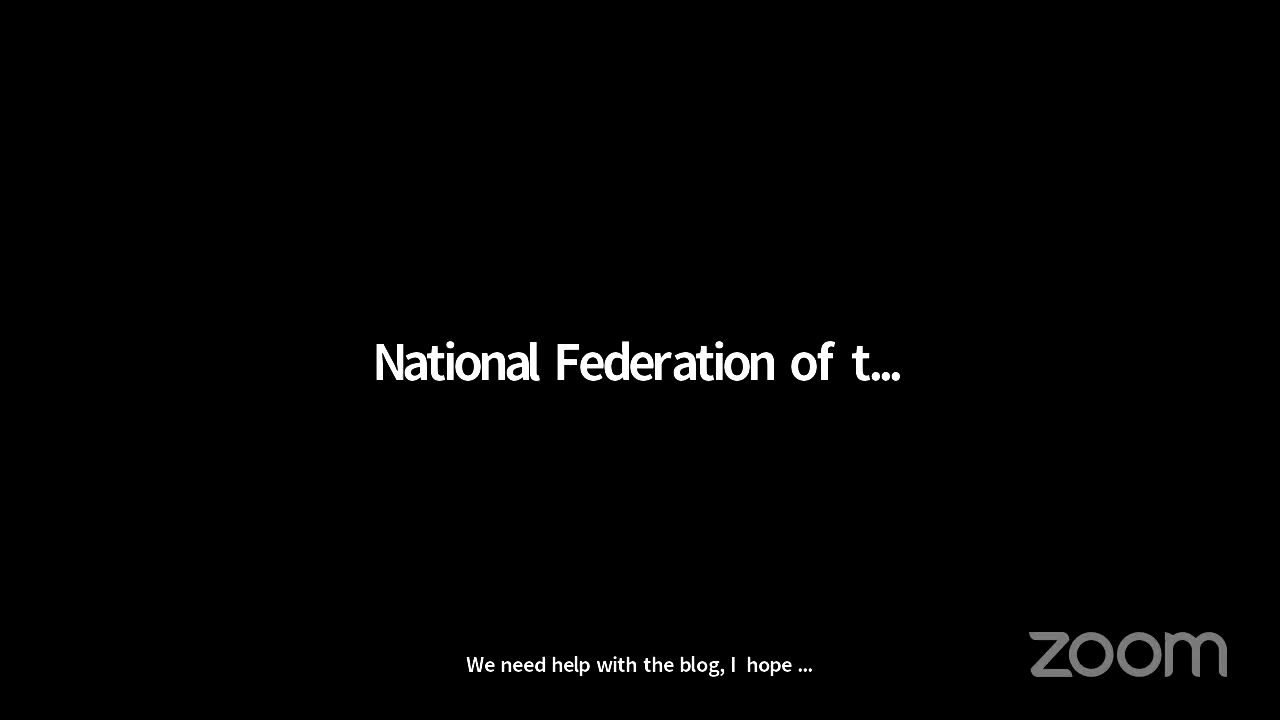 National Federation of t...
We need help with the blog, I hope ...
zoom